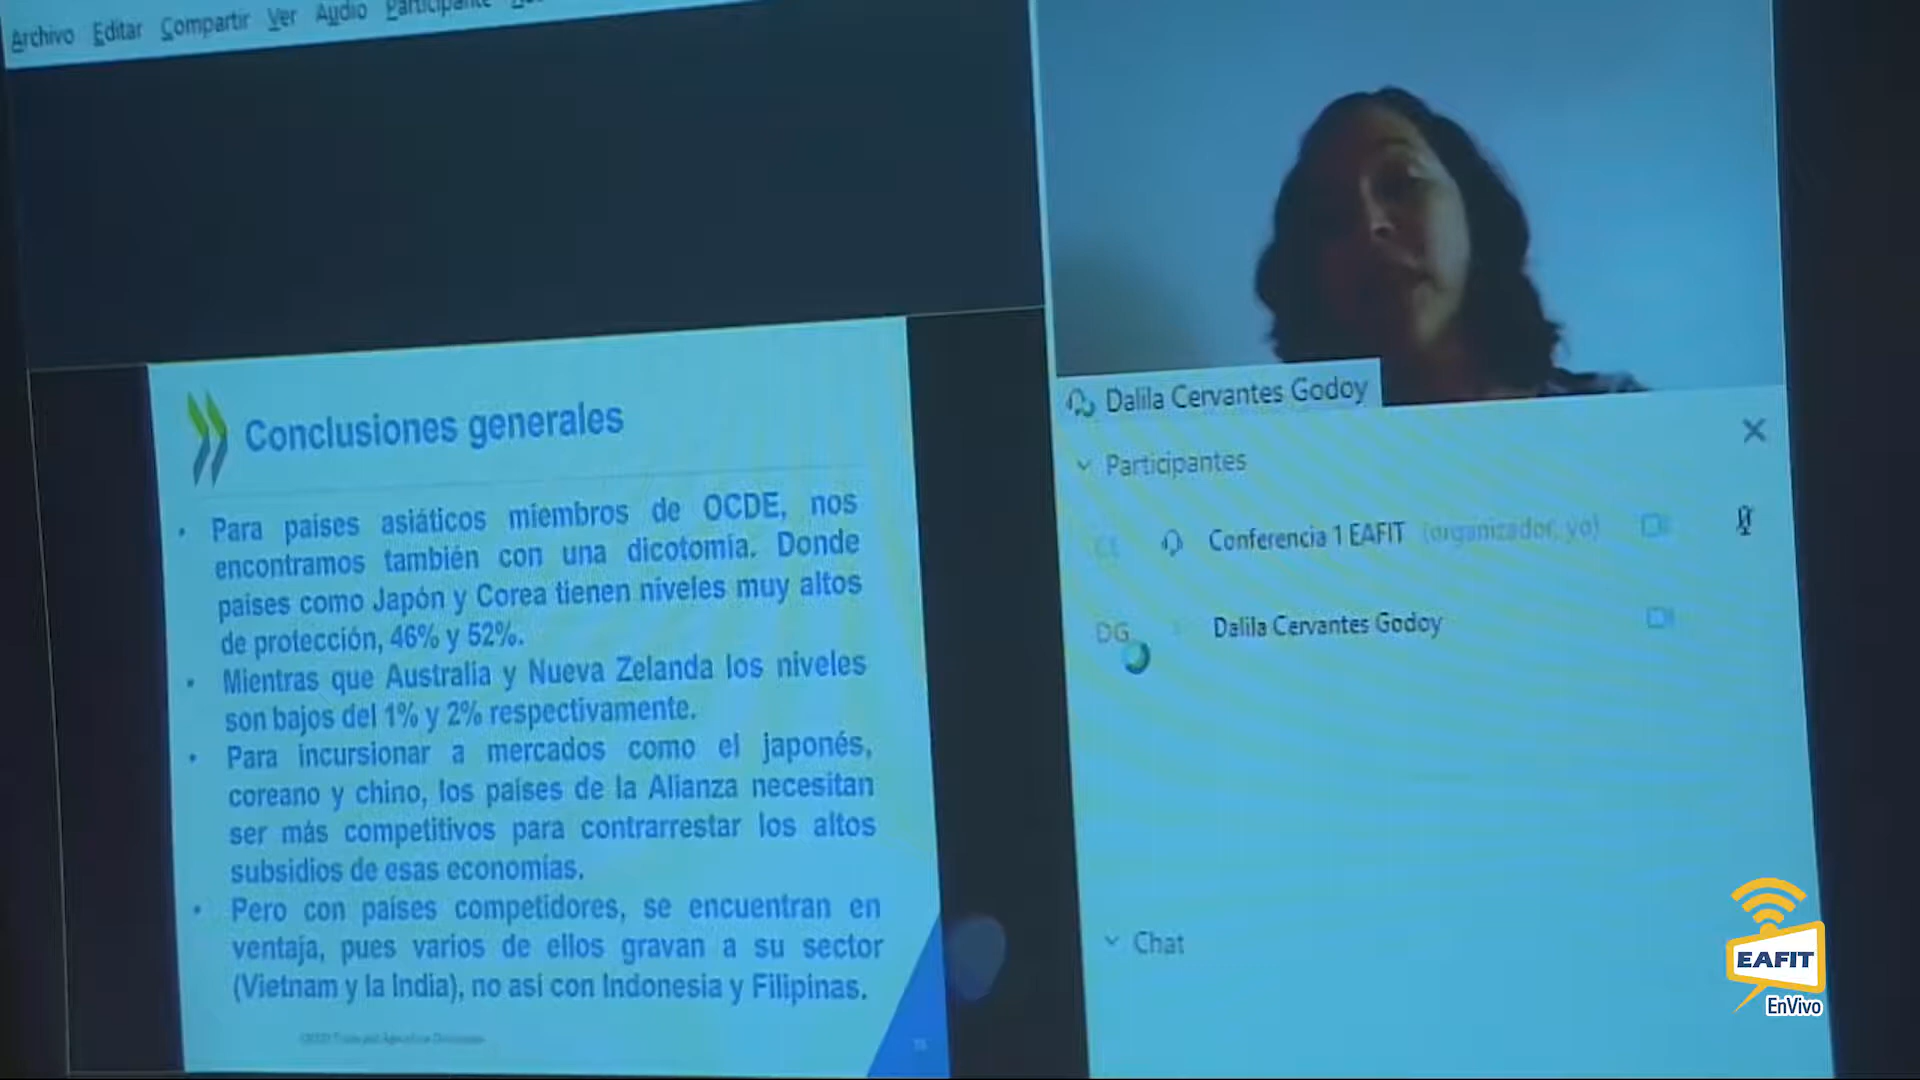 Archivo Editar Compartir Ver Audio Participante
Conclusiones generales
• Para países asiáticos miembros de OCDE, nos
encontramos también con una dicotomía. Donde
países como Japón y Corea tienen niveles muy altos
de protección, 46% y 52%.
• Mientras que Australia y Nueva Zelanda los niveles
son bajos del 1% y 2% respectivamente.
• Para incursionar a mercados como el japonés,
coreano y chino, los países de la Alianza necesitan
ser más competitivos para contrarrestar los altos
subsidios de esas economías.
• Pero con países competidores, se encuentran en
ventaja, pues varios de ellos gravan a su sector
(Vietnam y la India), no así con Indonesia y Filipinas.
Dalila Cervantes Godoy
Participantes
Conferencia 1 EAFIT (organizador, yo)
DG Dalila Cervantes Godoy
Chat
EAFIT
EnVivo